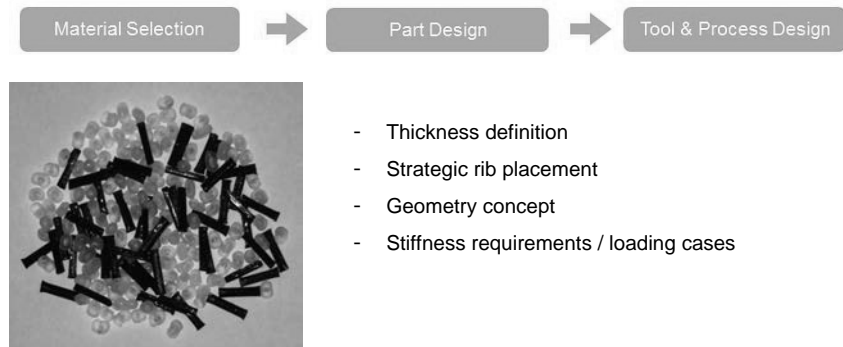 Material Selection
Part Design
Tool & Process Design
- Thickness definition
- Strategic rib placement
- Geometry concept
- Stiffness requirements / loading cases